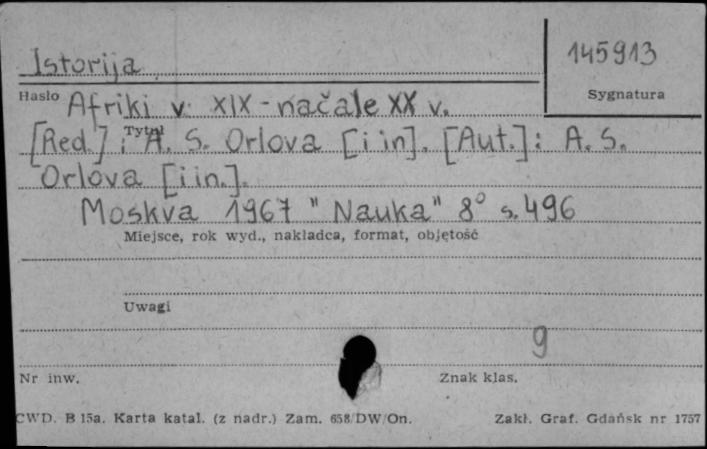 Istorija
145913
Hasło
Sygnatura
Afriki v XIX - načale XX v.
Tytuł
[Red.]: A. S. Orlova [i in]. [Aut.]: A. S.
Orlova [i in.].
Moskva 1967 "Nauka" 8° s. 496
Miejsce, rok wyd., nakładca, format, objętość
Uwagi
9
Nr inw.
Znak klas.
CWD. B 15a. Karta katal. (z nadr.) Zam. 658/DW/On.
Zakł. Graf. Gdańsk nr 1757